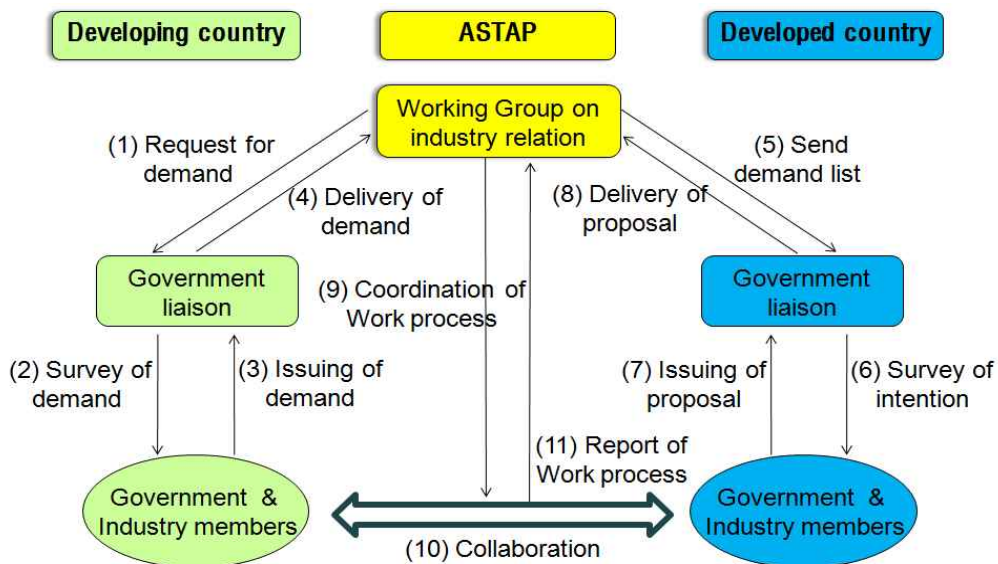 Developing country
ASTAP
Developed country
Working Group on
industry relation
(1) Request for
demand
(5) Send
demand list
(4) Delivery of
demand
(8) Delivery of
proposal
Government
liaison
(9) Coordination of
Work process
Government
liaison
(2) Survey of
demand
(3) Issuing of
demand
(7) Issuing of
proposal
(6) Survey of
intention
(11) Report of
Work process
Government &
Industry members
Government &
Industry members
(10) Collaboration